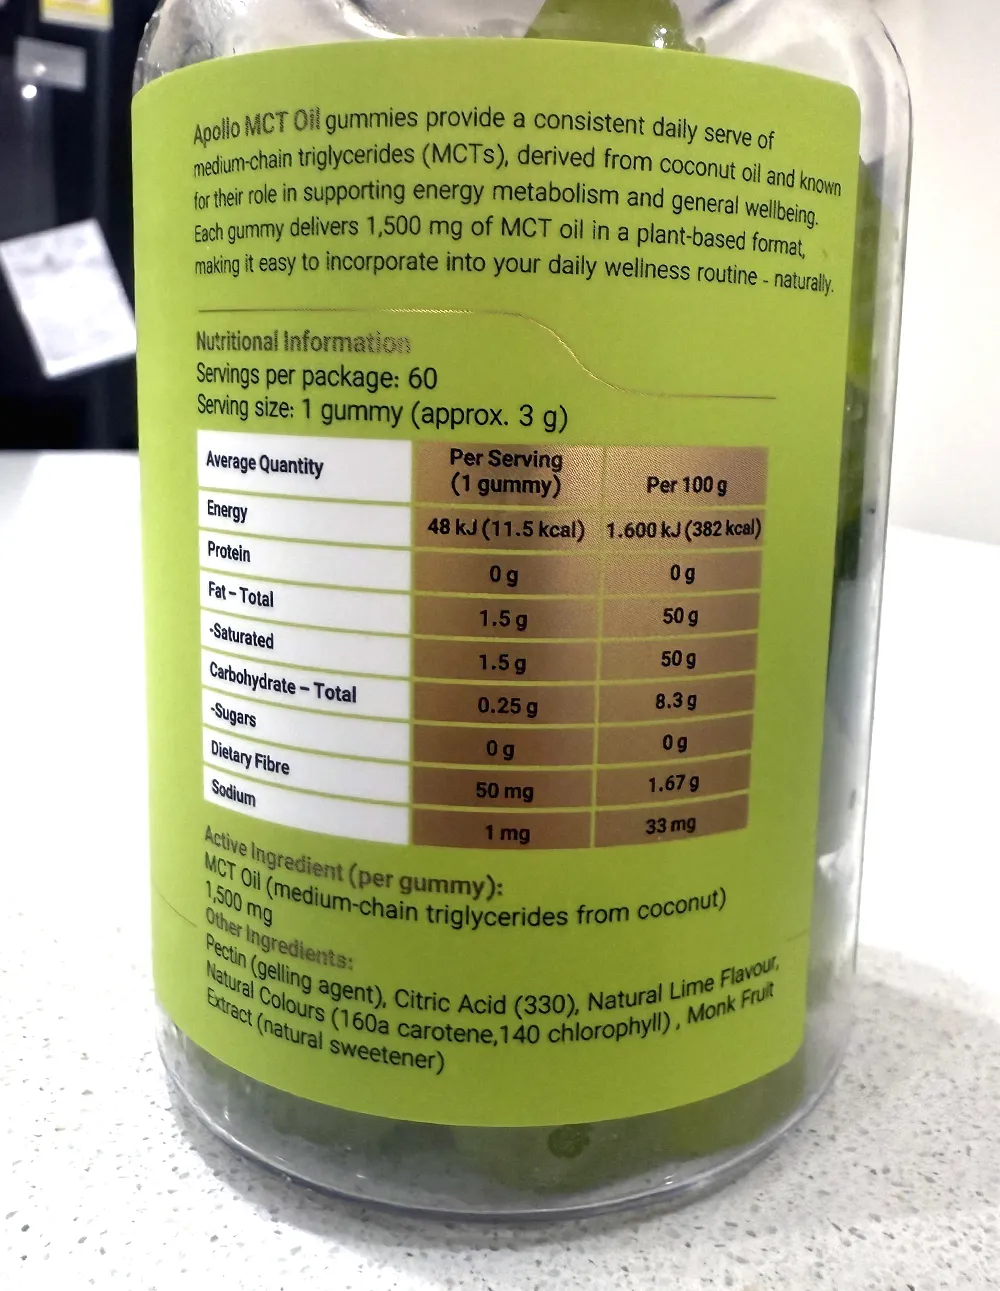 Apollo MCT Oil gummies provide a consistent daily serve of
medium-chain triglycerides (MCTs), derived from coconut oil and known
for their role in supporting energy metabolism and general wellbeing.
Each gummy delivers 1,500 mg of MCT oil in a plant-based format,
making it easy to incorporate into your daily wellness routine - naturally.
Nutritional Information
Servings per package: 60
Serving size: 1 gummy (approx. 3 g)
Average Quantity Per Serving (1 gummy) Per 100 g
Energy 48 kJ (11.5 kcal) 1.600 kJ (382 kcal)
Protein 0 g 0 g
Fat – Total 1.5 g 50 g
-Saturated 1.5 g 50 g
Carbohydrate – Total 0.25 g 8.3 g
-Sugars 0 g 0 g
Dietary Fibre 50 mg 1.67 g
Sodium 1 mg 33 mg
Active Ingredient (per gummy):
MCT Oil (medium-chain triglycerides from coconut)
1,500 mg
Other Ingredients:
Pectin (gelling agent), Citric Acid (330), Natural Lime Flavour,
Natural Colours (160a carotene,140 chlorophyll) , Monk Fruit
Extract (natural sweetener)